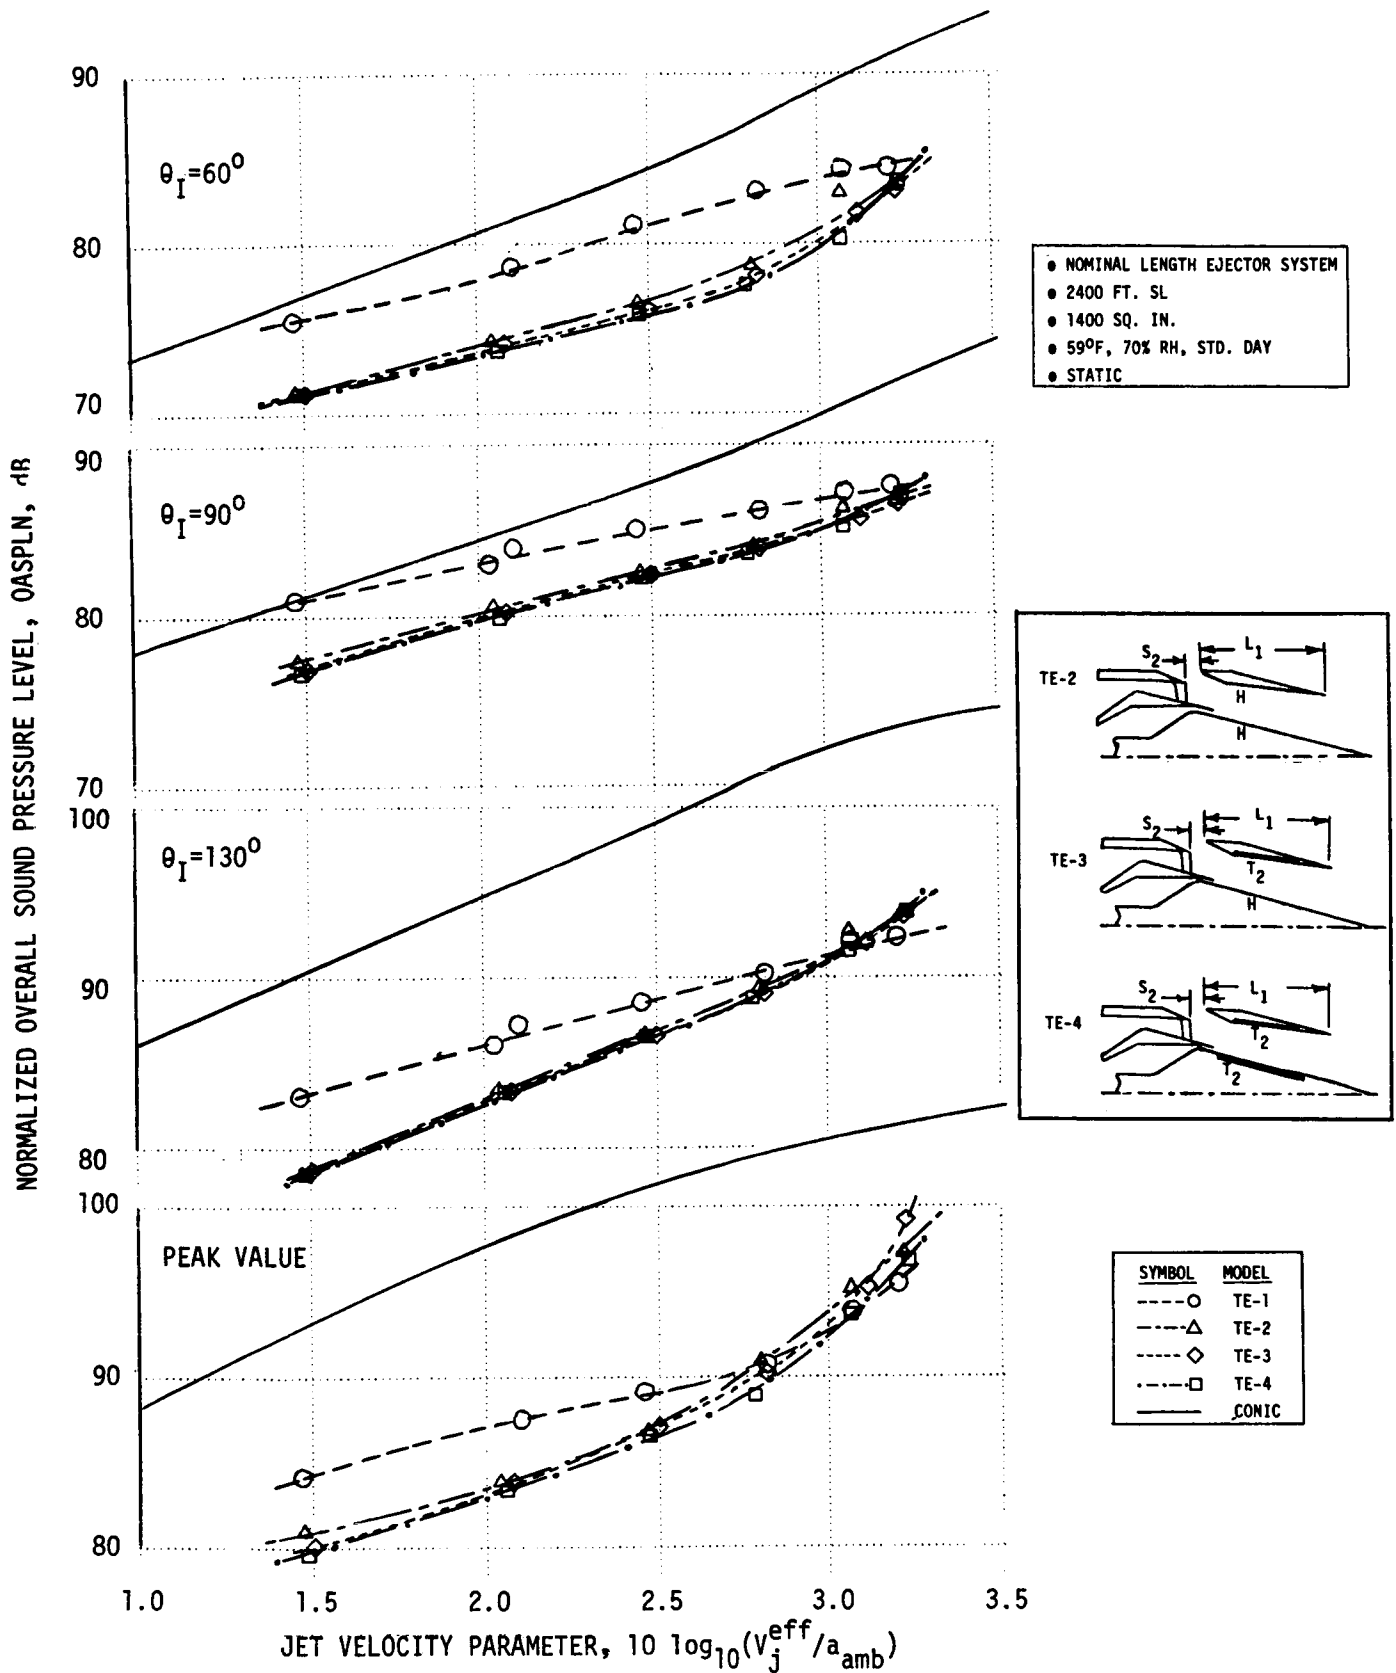 NORMALIZED OVERALL SOUND PRESSURE LEVEL, OASPLN, dB
90
θI=60⁰
80
70
90
θI=90⁰
80
70
100
θI=130⁰
90
80
100
PEAK VALUE
90
80
1.0 1.5 2.0 2.5 3.0 3.5
JET VELOCITY PARAMETER, 10 log10(Vjeff/aamb)
• NOMINAL LENGTH EJECTOR SYSTEM
• 2400 FT. SL
• 1400 SQ. IN.
• 59⁰F, 70% RH, STD. DAY
• STATIC
TE-2
S2
L1
H
H
TE-3
S2
L1
T2
H
TE-4
S2
L1
T2
T2
SYMBOL MODEL
TE-1
TE-2
TE-3
TE-4
CONIC